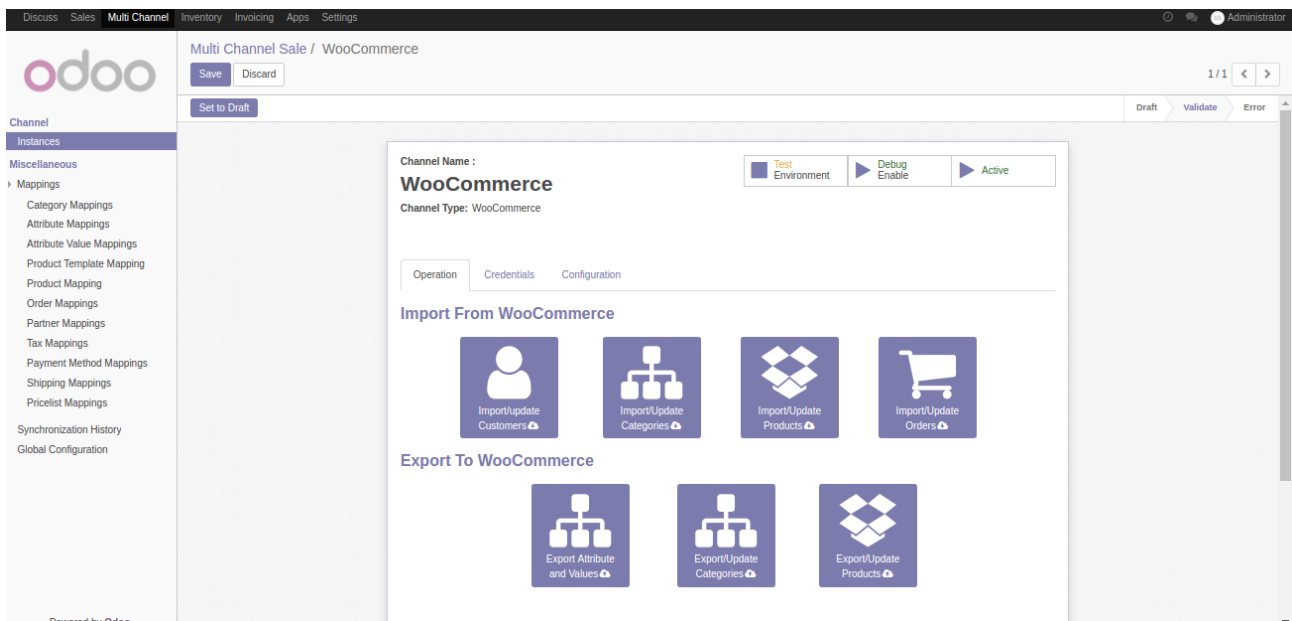 Discuss Sales Multi Channel Inventory Invoicing Apps Settings Administrator
odoo
Multi Channel Sale / WooCommerce
Save Discard
1 / 1
Set to Draft
Draft Validate Error
Channel
Instances
Miscellaneous
Mappings
Category Mappings
Attribute Mappings
Attribute Value Mappings
Product Template Mapping
Product Mapping
Order Mappings
Partner Mappings
Tax Mappings
Payment Method Mappings
Shipping Mappings
Pricelist Mappings
Synchronization History
Global Configuration
Powered by Odoo
Channel Name :
WooCommerce
Channel Type: WooCommerce
Test
Environment
Debug
Enable
Active
Operation Credentials Configuration
Import From WooCommerce
Import/update
Customers
Import/Update
Categories
Import/Update
Products
Import/Update
Orders
Export To WooCommerce
Export Attribute
and Values
Export/Update
Categories
Export/Update
Products